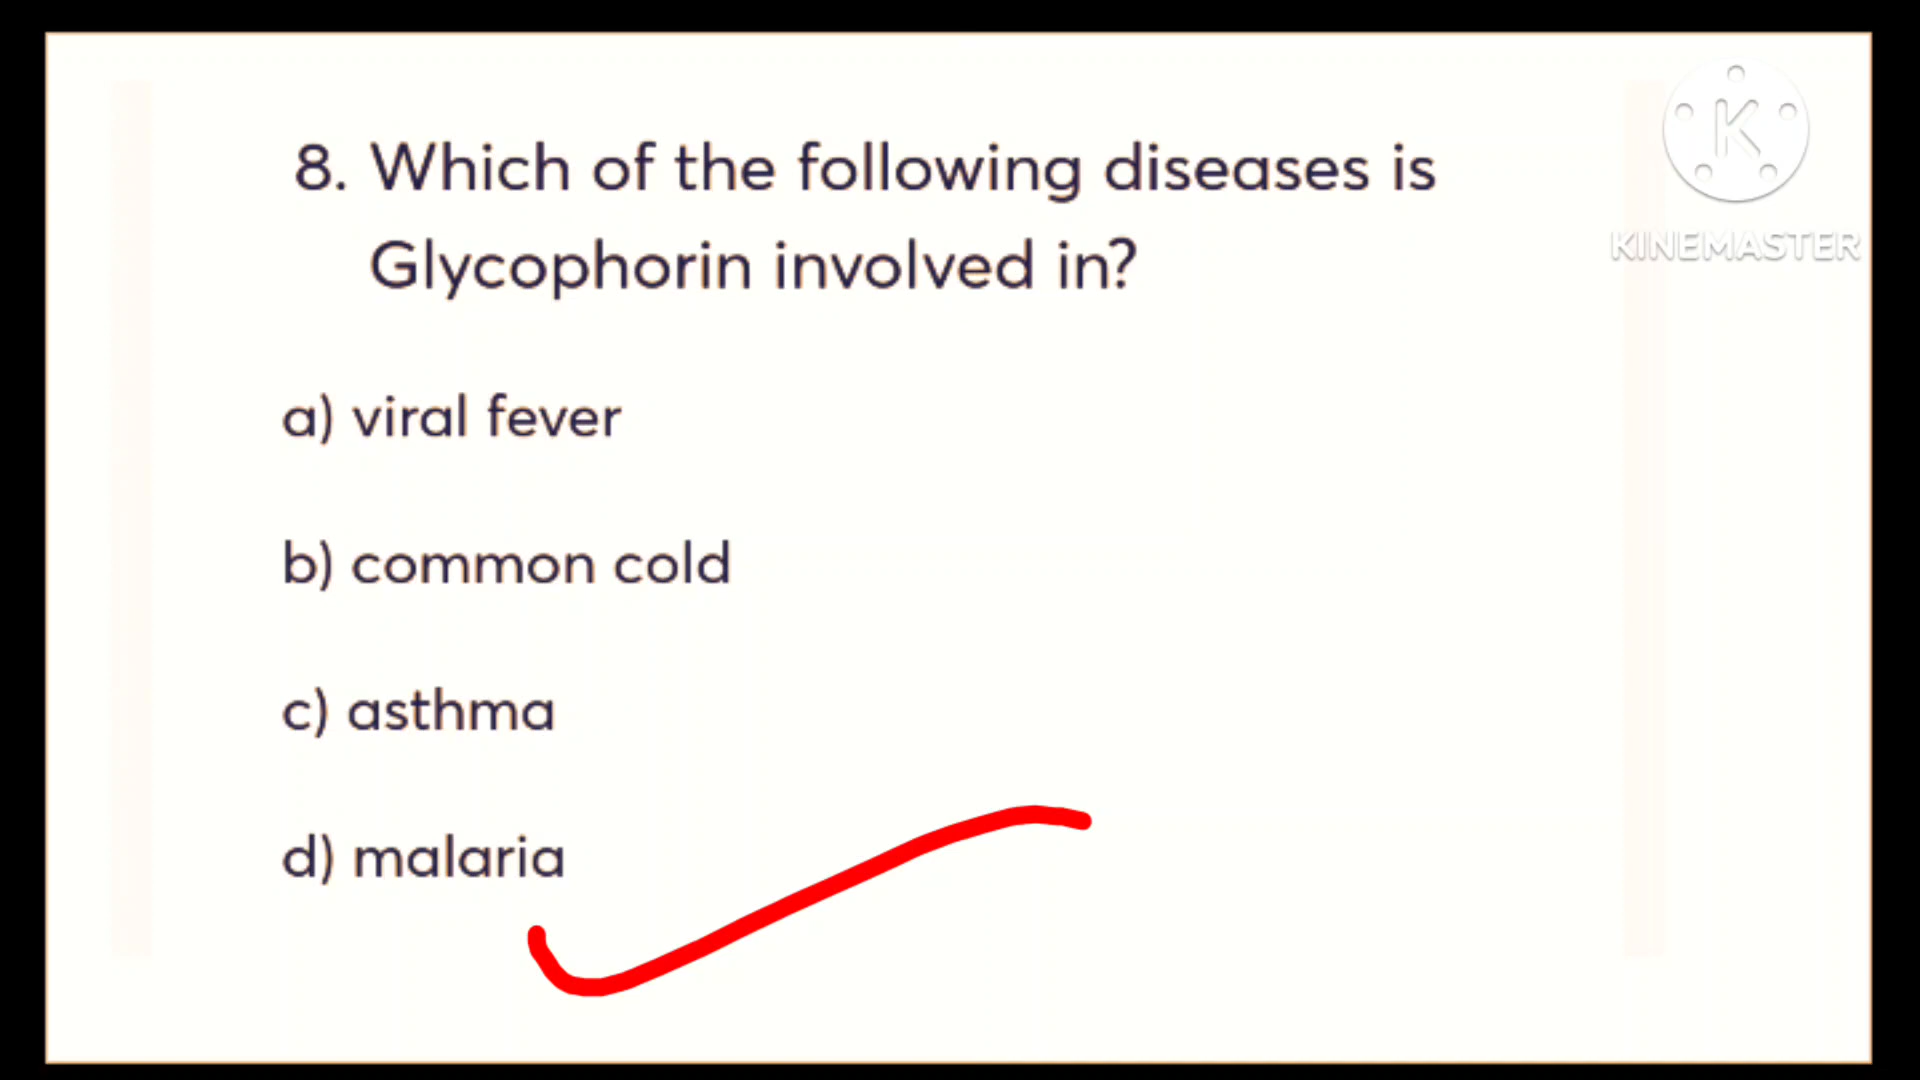 8. Which of the following diseases is
Glycophorin involved in?
a) viral fever
b) common cold
c) asthma
d) malaria
K
KINEMASTER